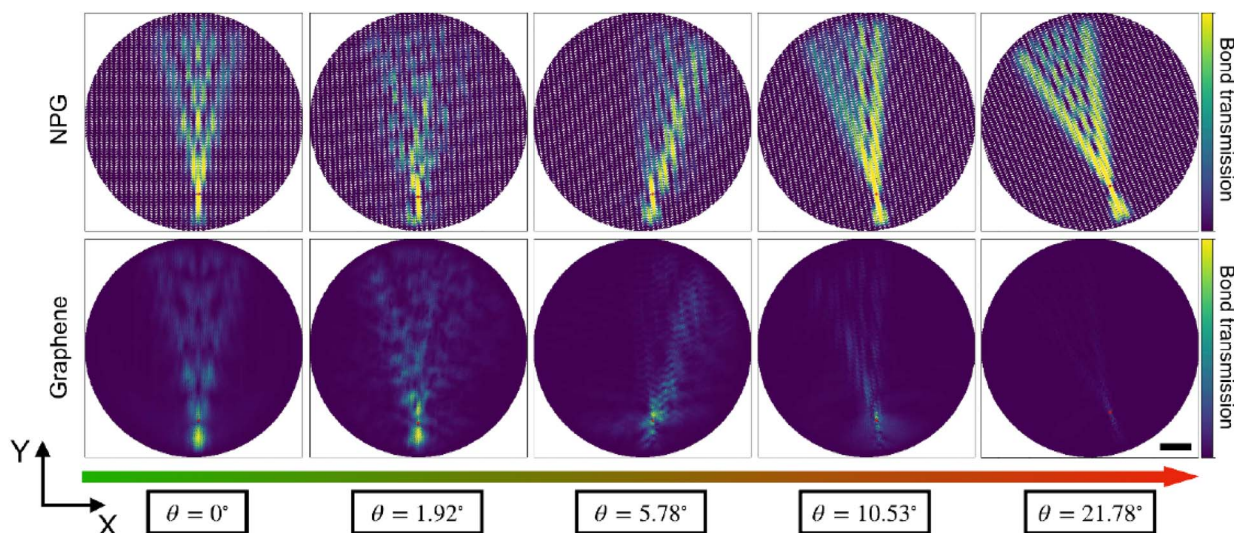 NPG
Bond transmission
Graphene
Bond transmission
Y
X
θ = 0°
θ = 1.92°
θ = 5.78°
θ = 10.53°
θ = 21.78°